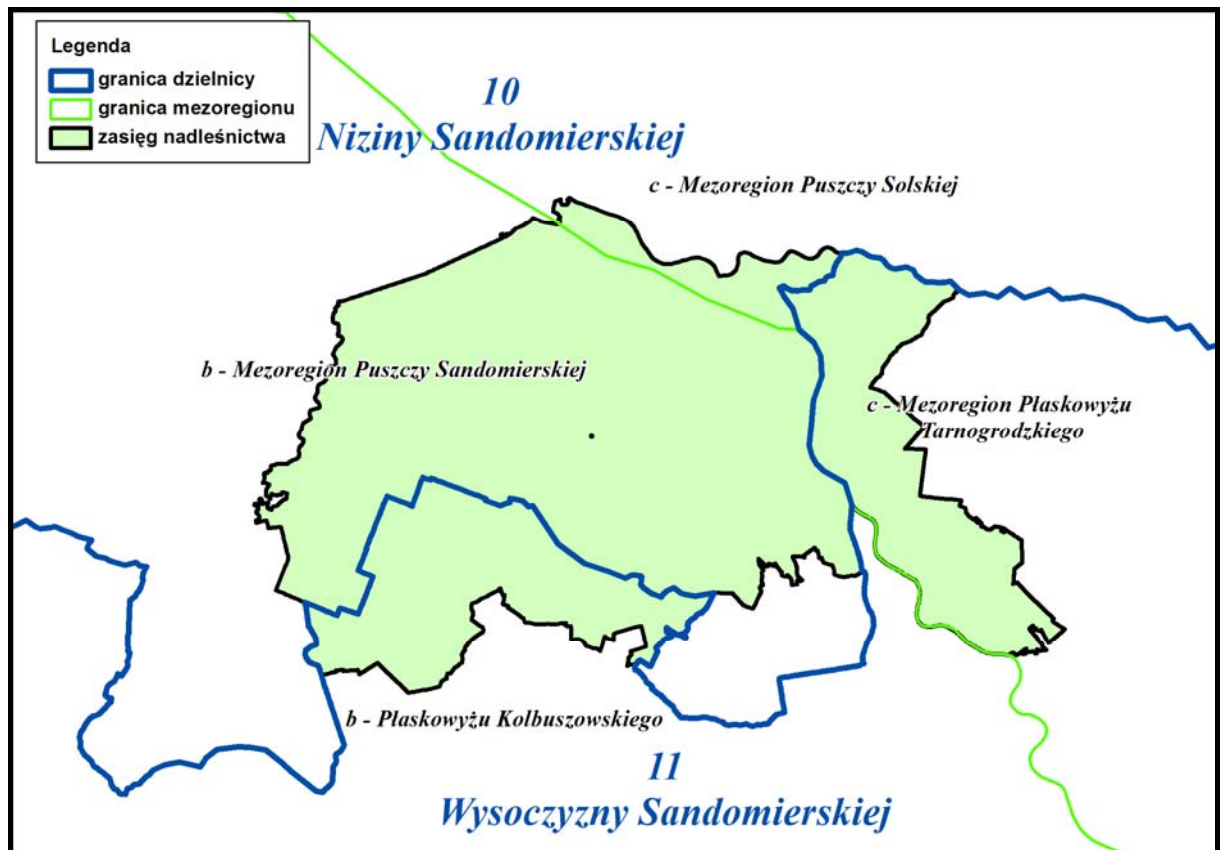 Legenda
granica dzielnicy
granica mezoregionu
zasięg nadleśnictwa
10
Niziny Sandomierskiej
c - Mezoregion Puszczy Solskiej
b - Mezoregion Puszczy Sandomierskiej
c - Mezoregion Płaskowyżu
Tarnogrodzkiego
b - Płaskowyżu Kolbuszowskiego
11
Wysoczyzny Sandomierskiej